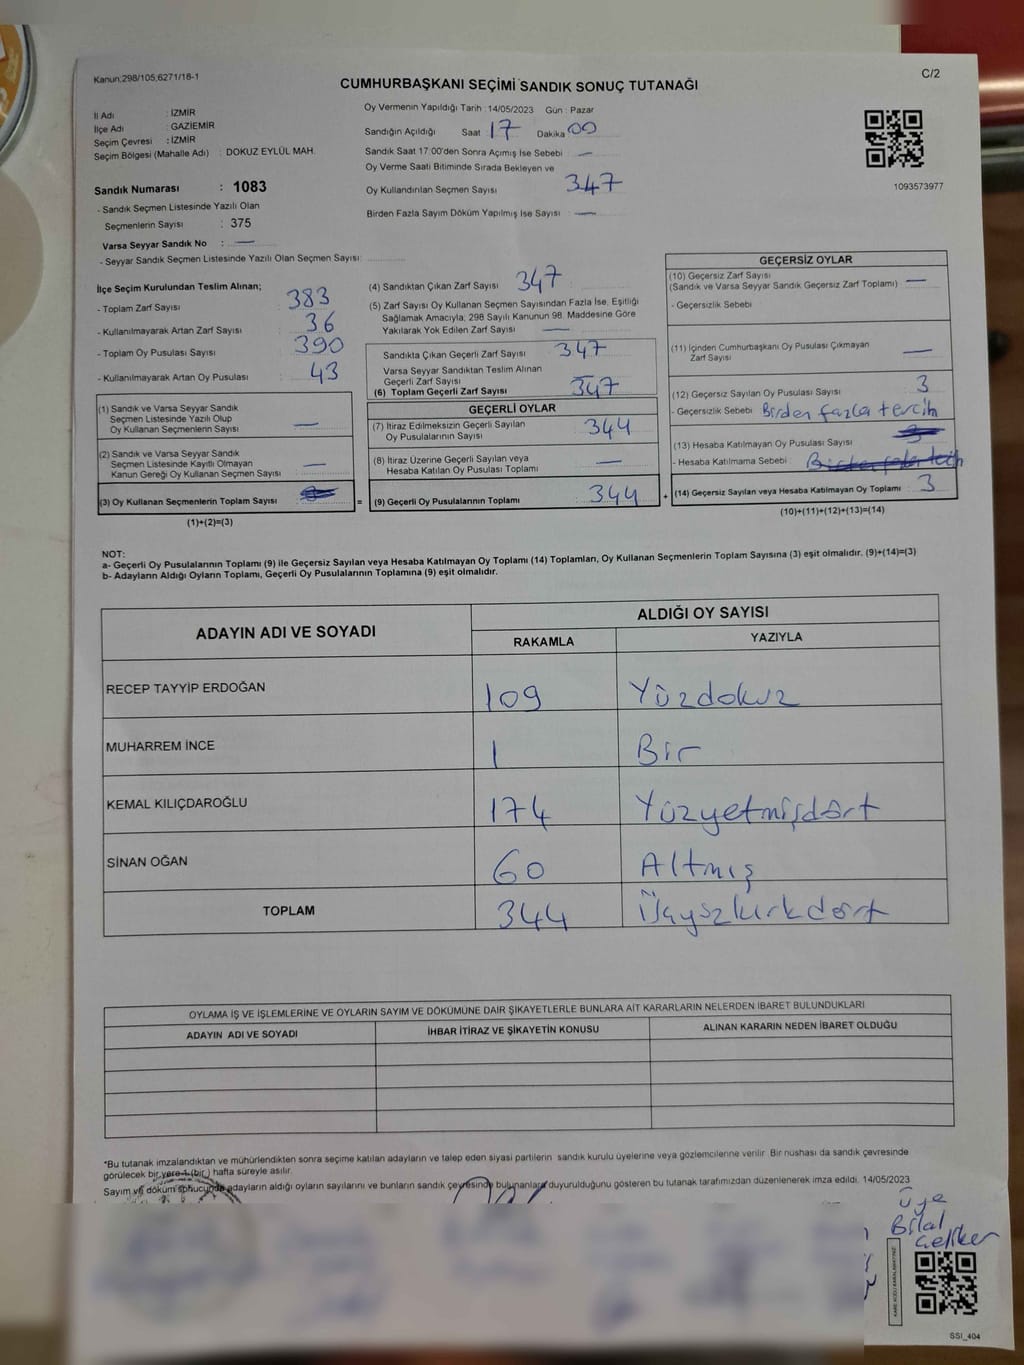 Kanun;298/105;6271/18-1
C/2
CUMHURBAŞKANI SEÇİMİ SANDIK SONUÇ TUTANAĞI
İl Adı : İZMİR
İlçe Adı : GAZİEMİR
Seçim Çevresi : İZMİR
Seçim Bölgesi (Mahalle Adı) : DOKUZ EYLÜL MAH.
Sandık Numarası : 1083
- Sandık Seçmen Listesinde Yazılı Olan
Seçmenlerin Sayısı : 375
Varsa Seyyar Sandık No : —
- Seyyar Sandık Seçmen Listesinde Yazılı Olan Seçmen Sayısı:
Oy Vermenin Yapıldığı Tarih :14/05/2023 Gün : Pazar
Sandığın Açıldığı Saat 17 Dakika 00
Sandık Saat 17:00'den Sonra Açımış İse Sebebi : —
Oy Verme Saati Bitiminde Sırada Bekleyen ve
Oy Kullandırılan Seçmen Sayısı 347
Birden Fazla Sayım Döküm Yapılmış İse Sayısı : —
1093573977
İlçe Seçim Kurulundan Teslim Alınan;
- Toplam Zarf Sayısı : 383
- Kullanılmayarak Artan Zarf Sayısı : 36
- Toplam Oy Pusulası Sayısı : 390
- Kullanılmayarak Artan Oy Pusulası : 43
(1) Sandık ve Varsa Seyyar Sandık
Seçmen Listesinde Yazılı Olup
Oy Kullanan Seçmenlerin Sayısı —
(2) Sandık ve Varsa Seyyar Sandık
Seçmen Listesinde Kayıtlı Olmayan
Kanun Gereği Oy Kullanan Seçmen Sayısı : —
(3) Oy Kullanan Seçmenlerin Toplam Sayısı =
(1)+(2)=(3)
(4) Sandıktan Çıkan Zarf Sayısı : 347
(5) Zarf Sayısı Oy Kullanan Seçmen Sayısından Fazla İse, Eşitliği
Sağlamak Amacıyla; 298 Sayılı Kanunun 98. Maddesine Göre
Yakılarak Yok Edilen Zarf Sayısı : —
Sandıkta Çıkan Geçerli Zarf Sayısı : 347
Varsa Seyyar Sandıktan Teslim Alınan
Geçerli Zarf Sayısı :
(6) Toplam Geçerli Zarf Sayısı 347
GEÇERLİ OYLAR
(7) İtiraz Edilmeksizin Geçerli Sayılan
Oy Pusulalarının Sayısı : 344
(8) İtiraz Üzerine Geçerli Sayılan veya
Hesaba Katılan Oy Pusulası Toplamı : —
(9) Geçerli Oy Pusulalarının Toplamı : 344 +
GEÇERSİZ OYLAR
(10) Geçersiz Zarf Sayısı
(Sandık ve Varsa Seyyar Sandık Geçersiz Zarf Toplamı) : —
- Geçersizlik Sebebi :
(11) İçinden Cumhurbaşkanı Oy Pusulası Çıkmayan
Zarf Sayısı : —
(12) Geçersiz Sayılan Oy Pusulası Sayısı : 3
- Geçersizlik Sebebi : Birden fazla tercih
(13) Hesaba Katılmayan Oy Pusulası Sayısı : 3
- Hesaba Katılmama Sebebi : Birden fazla tercih
(14) Geçersiz Sayılan veya Hesaba Katılmayan Oy Toplamı : 3
(10)+(11)+(12)+(13)=(14)
NOT:
a- Geçerli Oy Pusulalarının Toplamı (9) ile Geçersiz Sayılan veya Hesaba Katılmayan Oy Toplamı (14) Toplamları, Oy Kullanan Seçmenlerin Toplam Sayısına (3) eşit olmalıdır. (9)+(14)=(3)
b- Adayların Aldığı Oyların Toplamı, Geçerli Oy Pusulalarının Toplamına (9) eşit olmalıdır.
ADAYIN ADI VE SOYADI
ALDIĞI OY SAYISI
RAKAMLA YAZIYLA
RECEP TAYYİP ERDOĞAN 109 Yüzdokuz
MUHARREM İNCE 1 Bir
KEMAL KILIÇDAROĞLU 174 Yüzyetmişdört
SİNAN OĞAN 60 Altmış
TOPLAM 344 Üçyüzkırkdört
OYLAMA İŞ VE İŞLEMLERİNE VE OYLARIN SAYIM VE DÖKÜMÜNE DAİR ŞİKAYETLERLE BUNLARA AİT KARARLARIN NELERDEN İBARET BULUNDUKLARI
ADAYIN ADI VE SOYADI İHBAR İTİRAZ VE ŞİKAYETİN KONUSU ALINAN KARARIN NEDEN İBARET OLDUĞU
*Bu tutanak imzalandıktan ve mühürlendikten sonra seçime katılan adayların ve talep eden siyasi partilerin sandık kurulu üyelerine veya gözlemcilerine verilir. Bir nüshası da sandık çevresinde
görülecek bir yere 1 (bir) hafta süreyle asılır.
Sayım ve döküm sonucunda adayların aldığı oyların sayılarını ve bunların sandık çevresinde bulunanlara duyurulduğunu gösteren bu tutanak tarafımızdan düzenlenerek imza edildi. 14/05/2023
Üye
Bilal
SSI_404